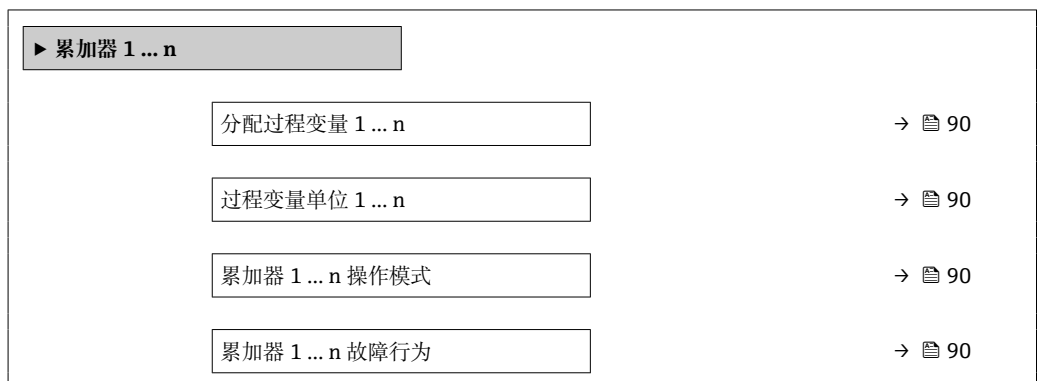 ▶ 累加器 1 ... n
分配过程变量 1 ... n → 90
过程变量单位 1 ... n → 90
累加器 1 ... n 操作模式 → 90
累加器 1 ... n 故障行为 → 90